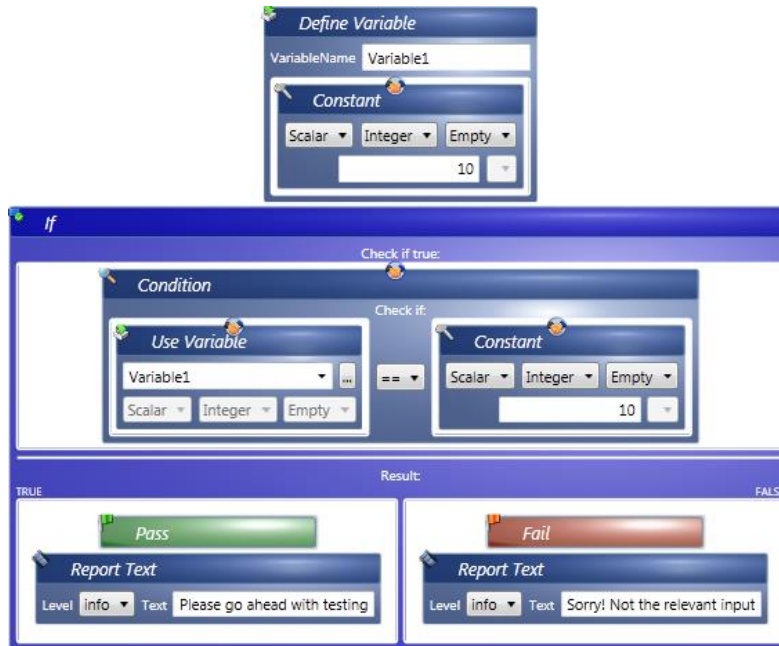 Define Variable
VariableName Variable1
Constant
Scalar Integer Empty
10
If
Check if true:
Condition
Check if:
Use Variable
Constant
Variable1 ... == Scalar Integer Empty
Scalar Integer Empty 10
Result:
TRUE FALS
Pass Fail
Report Text Report Text
Level info Text Please go ahead with testing Level info Text Sorry! Not the relevant input